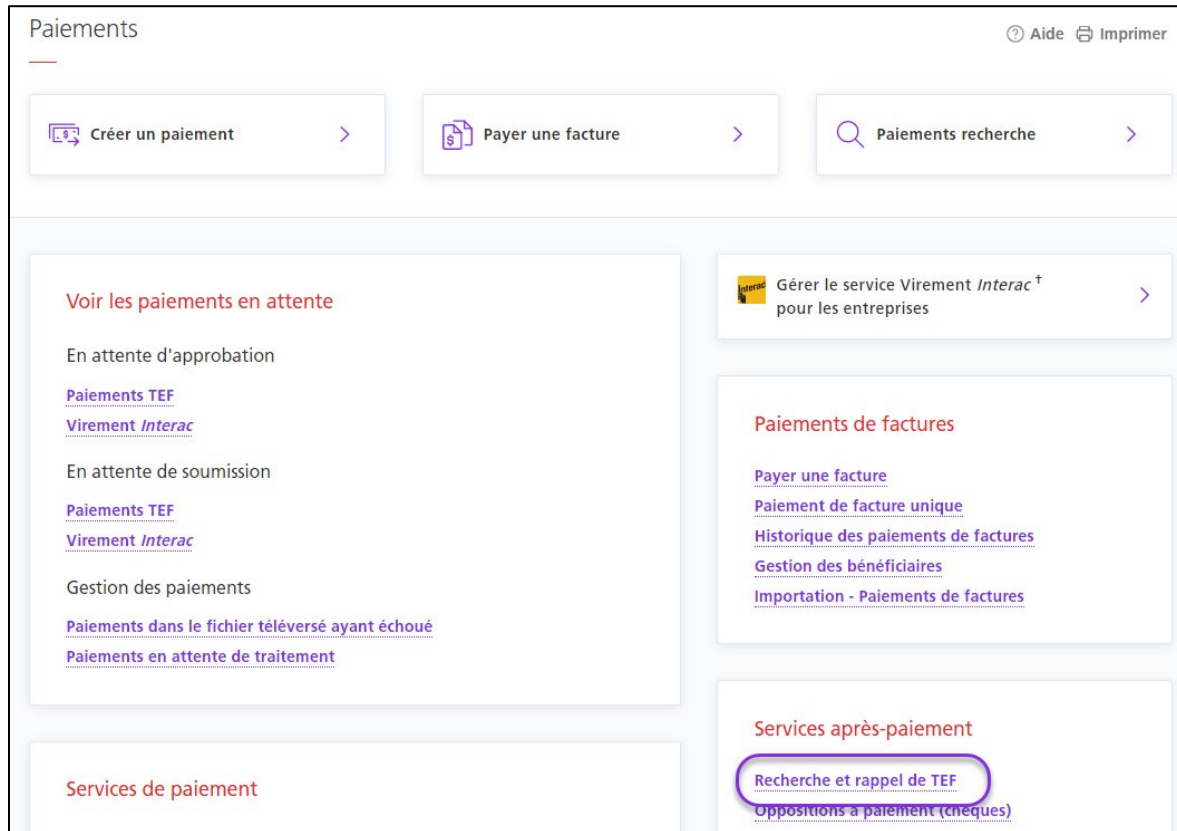 Paiements
Aide
Imprimer
Créer un paiement
Payer une facture
Paiements recherche
Voir les paiements en attente
En attente d'approbation
Paiements TEF
Virement Interac
En attente de soumission
Paiements TEF
Virement Interac
Gestion des paiements
Paiements dans le fichier téléversé ayant échoué
Paiements en attente de traitement
Services de paiement
Interac
Gérer le service Virement Interac †
pour les entreprises
Paiements de factures
Payer une facture
Paiement de facture unique
Historique des paiements de factures
Gestion des bénéficiaires
Importation - Paiements de factures
Services après-paiement
Recherche et rappel de TEF
Oppositions à paiement (chèques)